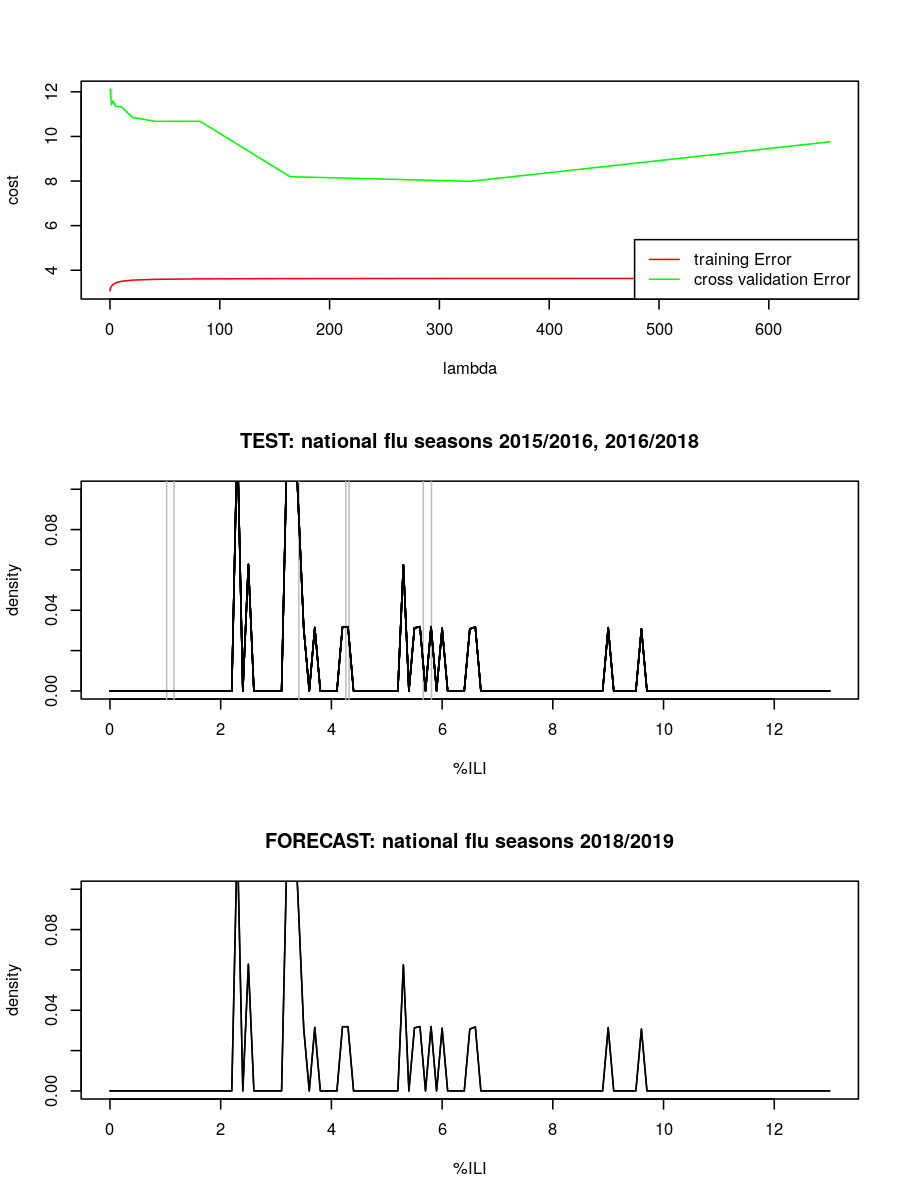 12
10
8
6
4
cost
training Error
cross validation Error
0 100 200 300 400 500 600
lambda
TEST: national flu seasons 2015/2016, 2016/2018
0.08
0.04
0.00
density
0 2 4 6 8 10 12
%ILI
FORECAST: national flu seasons 2018/2019
0.08
0.04
0.00
density
0 2 4 6 8 10 12
%ILI